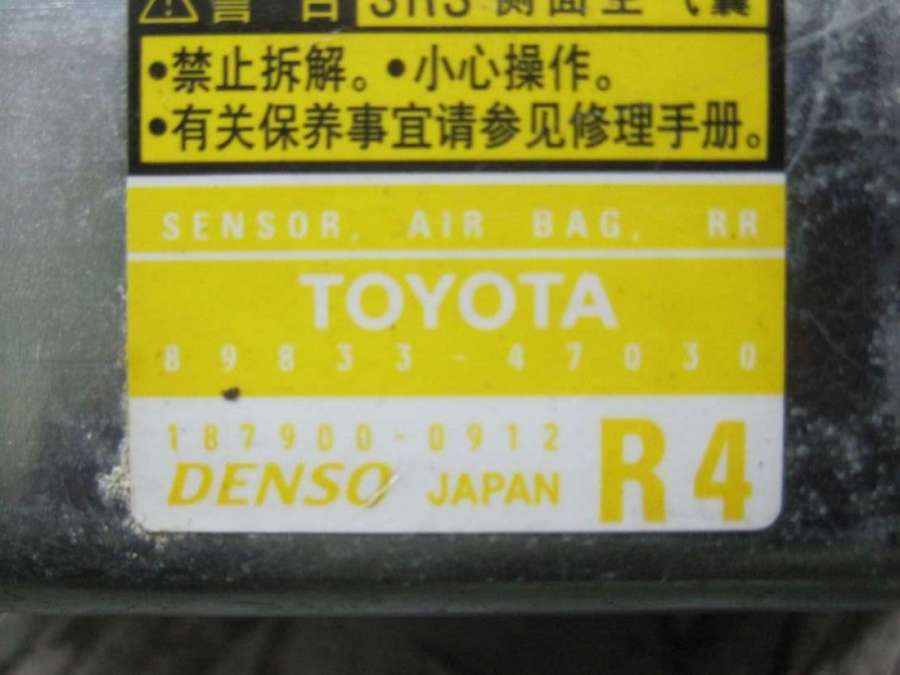 警告 SRS 侧面空气囊
•禁止拆解。•小心操作。
•有关保养事宜请参见修理手册。
SENSOR, AIR BAG, RR
TOYOTA
89833-47030
187900-0912
DENSO JAPAN R4